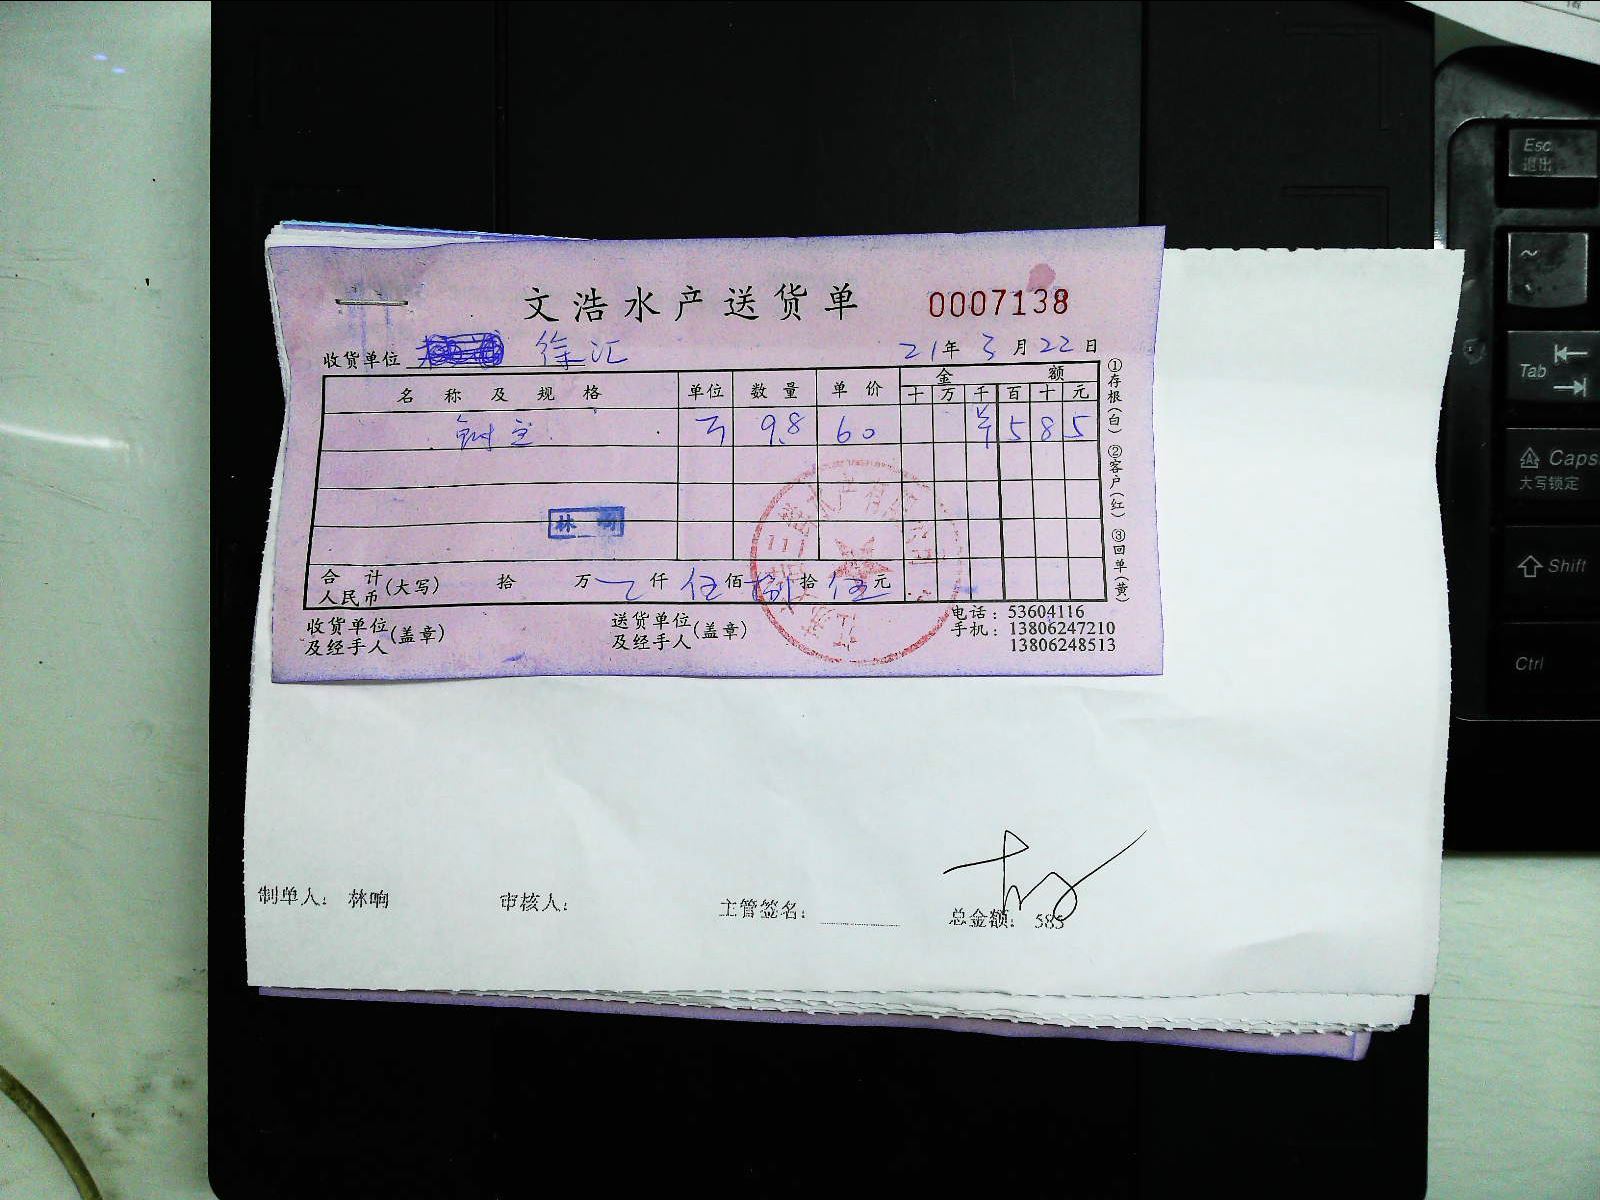 文浩水产送货单 0007138
收货单位 徐汇 21年3月22日
名称及规格 单位 数量 单价 金额
十万千百十元
9.8 60 ¥585
林响
合计人民币(大写) 拾 万 仟 伍佰捌拾伍元
收货单位及经手人(盖章) 送货单位及经手人(盖章) 电话:53604116
手机:13806247210
13806248513
①存根(白) ②客户(红) ③回单(黄)
制单人: 林响 审核人: 主管签名: 总金额: 585
Esc
退出
~
Tab
Caps
大写锁定
Shift
Ctrl